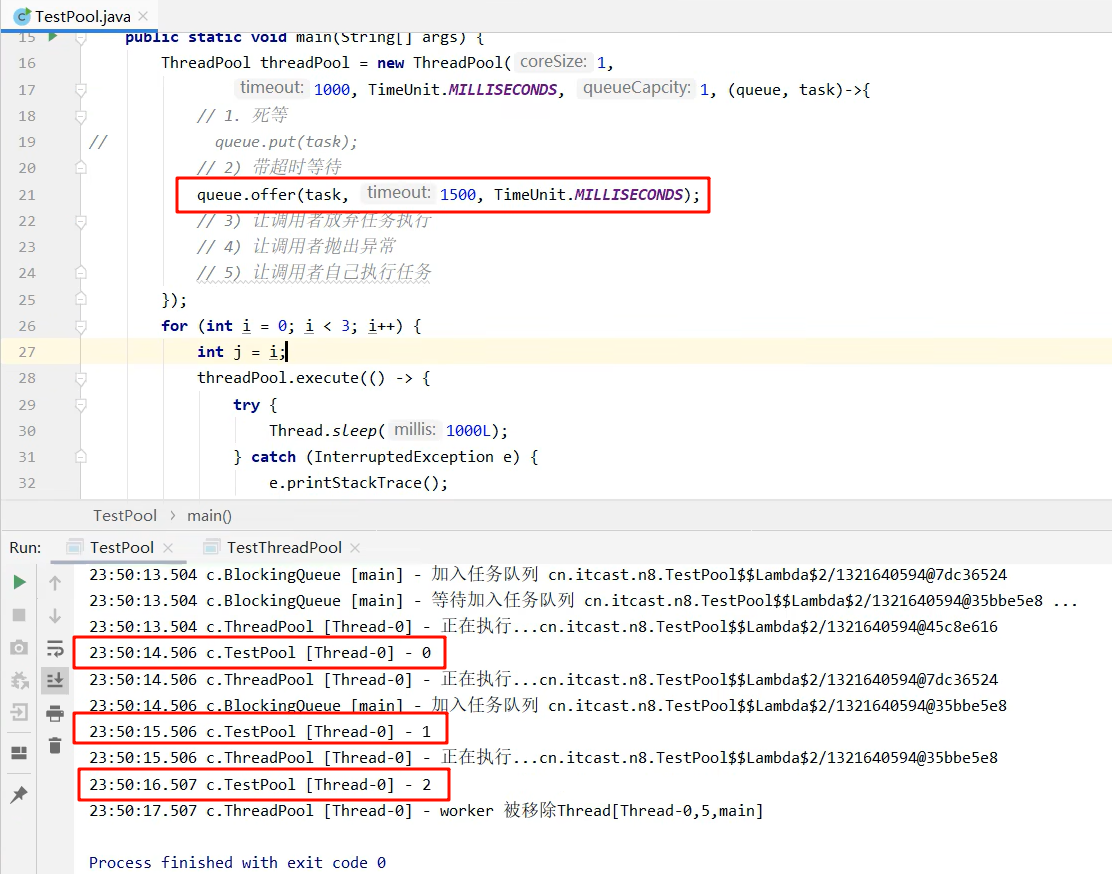 TestPool.java
15 public static void main(String[] args) {
16 ThreadPool threadPool = new ThreadPool( coreSize: 1,
17 timeout: 1000, TimeUnit.MILLISECONDS, queueCapcity: 1, (queue, task)->{
18 // 1. 死等
19 // queue.put(task);
20 // 2) 带超时等待
21 queue.offer(task, timeout: 1500, TimeUnit.MILLISECONDS);
22 // 3) 让调用者放弃任务执行
23 // 4) 让调用者抛出异常
24 // 5) 让调用者自己执行任务
25 });
26 for (int i = 0; i < 3; i++) {
27 int j = i;
28 threadPool.execute(() -> {
29 try {
30 Thread.sleep( millis: 1000L);
31 } catch (InterruptedException e) {
32 e.printStackTrace();
TestPool > main()
Run: TestPool TestThreadPool
23:50:13.504 c.BlockingQueue [main] - 加入任务队列 cn.itcast.n8.TestPool$$Lambda$2/1321640594@7dc36524
23:50:13.504 c.BlockingQueue [main] - 等待加入任务队列 cn.itcast.n8.TestPool$$Lambda$2/1321640594@35bbe5e8 ...
23:50:13.504 c.ThreadPool [Thread-0] - 正在执行...cn.itcast.n8.TestPool$$Lambda$2/1321640594@45c8e616
23:50:14.506 c.TestPool [Thread-0] - 0
23:50:14.506 c.ThreadPool [Thread-0] - 正在执行...cn.itcast.n8.TestPool$$Lambda$2/1321640594@7dc36524
23:50:14.506 c.BlockingQueue [main] - 加入任务队列 cn.itcast.n8.TestPool$$Lambda$2/1321640594@35bbe5e8
23:50:15.506 c.TestPool [Thread-0] - 1
23:50:15.506 c.ThreadPool [Thread-0] - 正在执行...cn.itcast.n8.TestPool$$Lambda$2/1321640594@35bbe5e8
23:50:16.507 c.TestPool [Thread-0] - 2
23:50:17.507 c.ThreadPool [Thread-0] - worker 被移除Thread[Thread-0,5,main]
Process finished with exit code 0